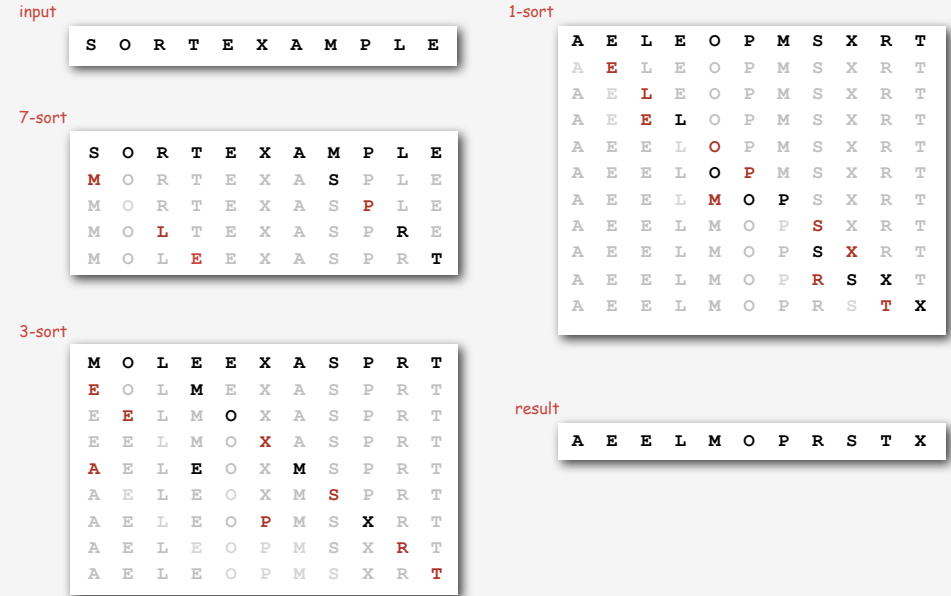 input
S O R T E X A M P L E
7-sort
S O R T E X A M P L E
M O R T E X A S P L E
M O R T E X A S P L E
M O L T E X A S P R E
M O L E E X A S P R T
3-sort
M O L E E X A S P R T
E O L M E X A S P R T
E E L M O X A S P R T
E E L M O X A S P R T
A E L E O X M S P R T
A E L E O X M S P R T
A E L E O P M S X R T
A E L E O P M S X R T
A E L E O P M S X R T
1-sort
A E L E O P M S X R T
A E L E O P M S X R T
A E L E O P M S X R T
A E E L O P M S X R T
A E E L O P M S X R T
A E E L O P M S X R T
A E E L M O P S X R T
A E E L M O P S X R T
A E E L M O P S X R T
A E E L M O P R S X T
A E E L M O P R S T X
result
A E E L M O P R S T X